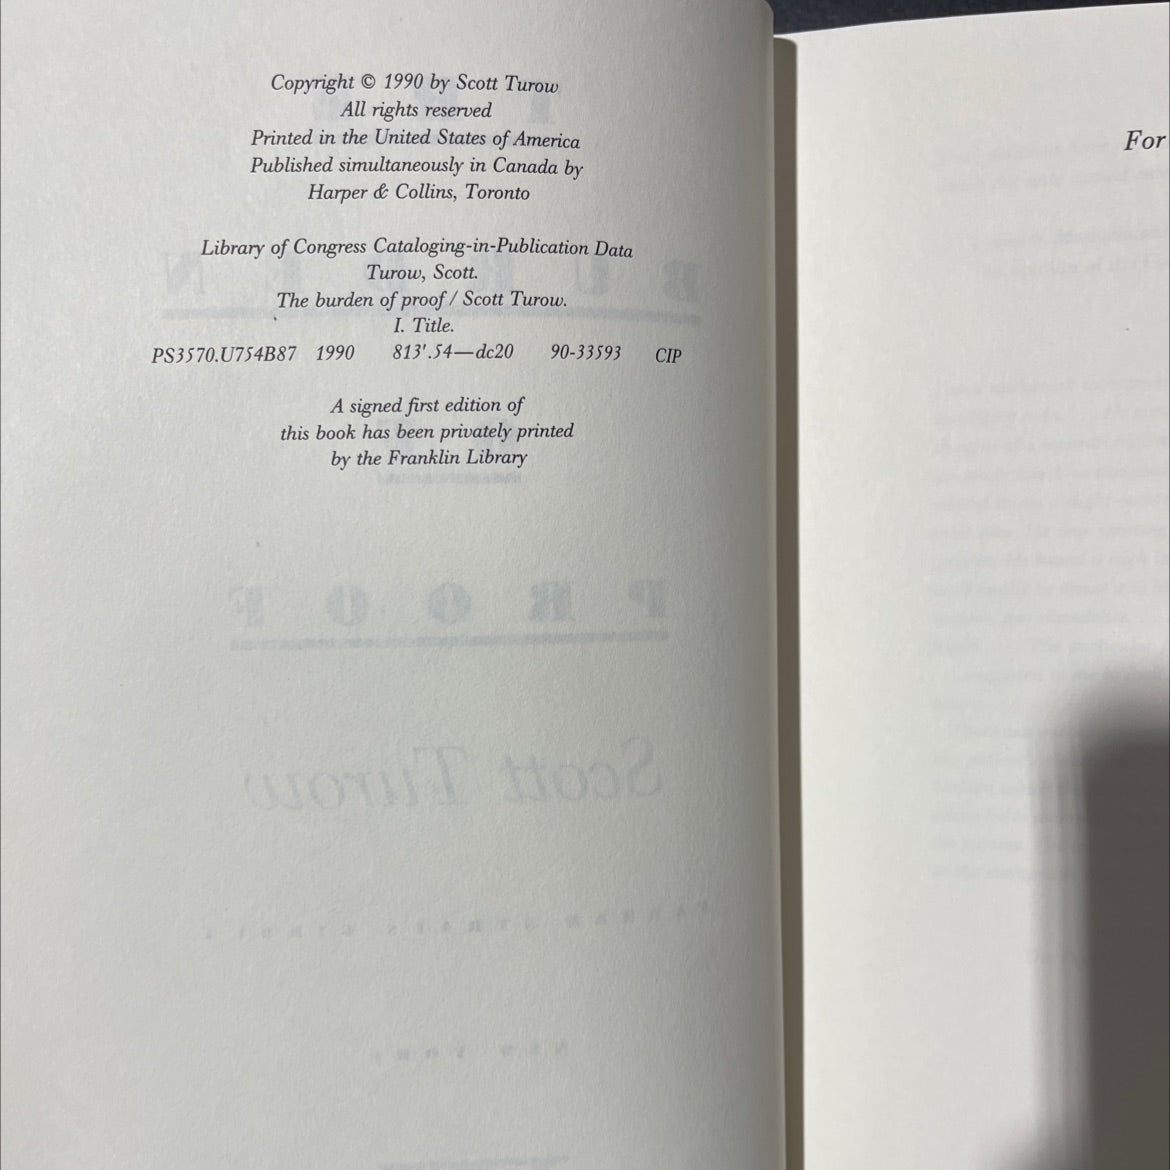 Copyright © 1990 by Scott Turow
All rights reserved
Printed in the United States of America
Published simultaneously in Canada by
Harper & Collins, Toronto
Library of Congress Cataloging-in-Publication Data
Turow, Scott.
The burden of proof / Scott Turow.
I. Title.
PS3570.U754B87 1990 813'.54—dc20 90-33593 CIP
A signed first edition of
this book has been privately printed
by the Franklin Library
PROOF
Scott Turow
For